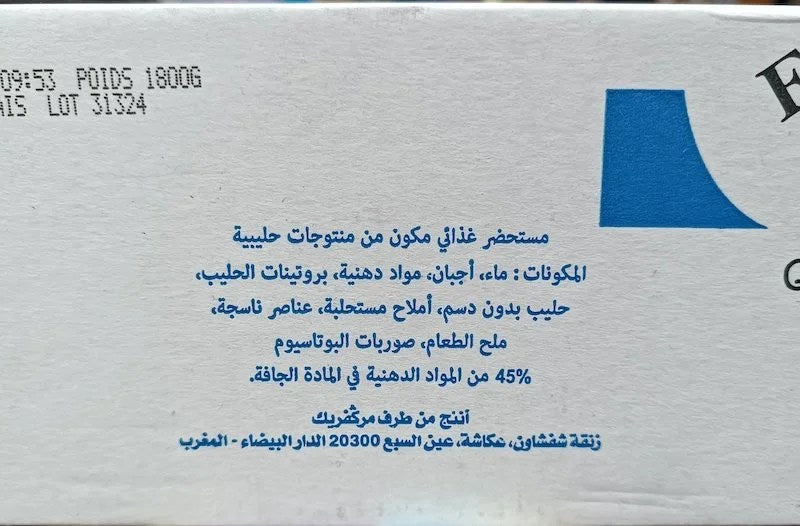 09:53 POIDS 1800G
AIS LOT 31324
مستحضر غذائي مكون من منتوجات حليبية
المكونات : ماء، أجبان، مواد دهنية، بروتينات الحليب،
حليب بدون دسم، أملاح مستحلبة، عناصر ناسجة،
ملح الطعام، صوربات البوتاسيوم
45% من المواد الدهنية في المادة الجافة.
أنتج من طرف مركفريك
زنقة شفشاون، عكاشة، عين السبع 20300 الدار البيضاء - المغرب